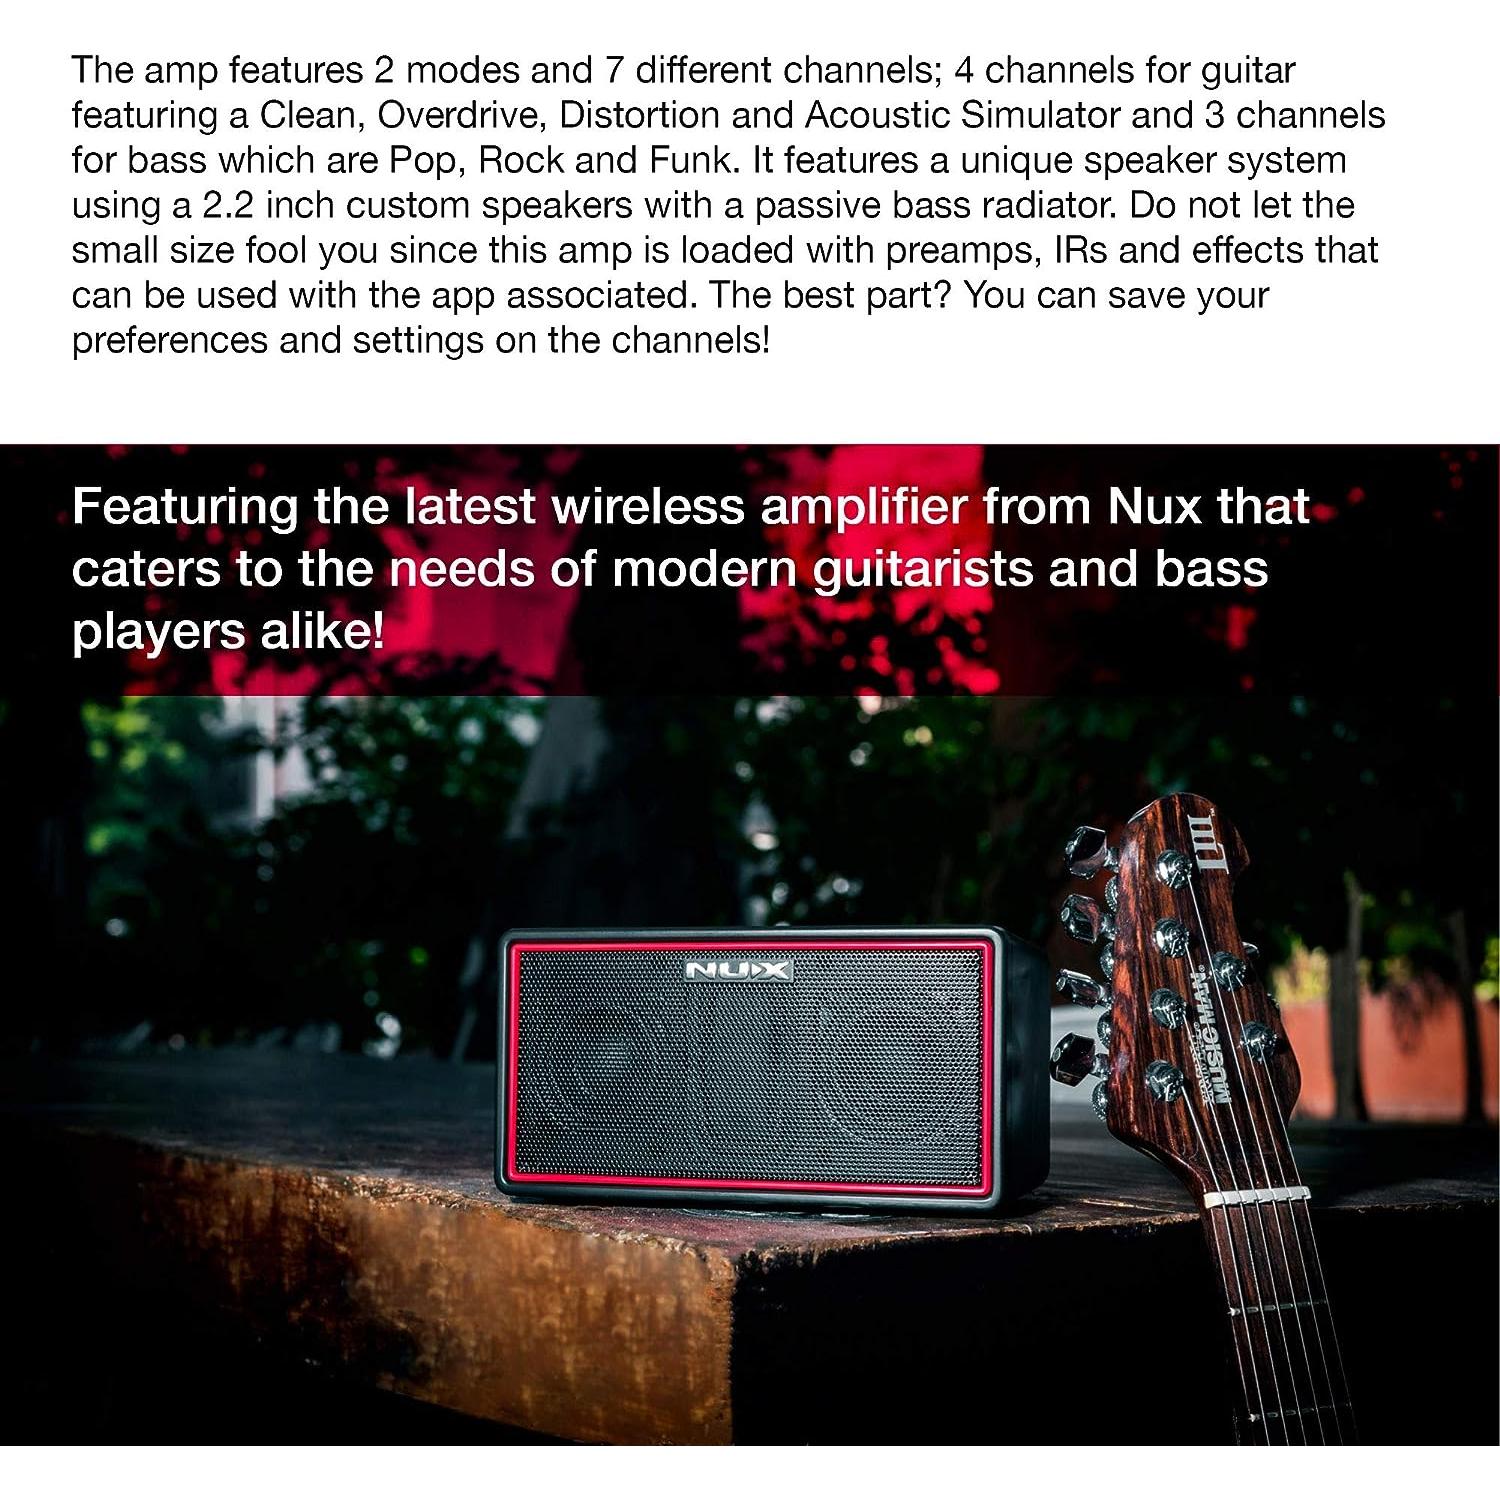 The amp features 2 modes and 7 different channels; 4 channels for guitar
featuring a Clean, Overdrive, Distortion and Acoustic Simulator and 3 channels
for bass which are Pop, Rock and Funk. It features a unique speaker system
using a 2.2 inch custom speakers with a passive bass radiator. Do not let the
small size fool you since this amp is loaded with preamps, IRs and effects that
can be used with the app associated. The best part? You can save your
preferences and settings on the channels!
Featuring the latest wireless amplifier from Nux that
caters to the needs of modern guitarists and bass
players alike!
NUX
LIII
MUSIC MAN